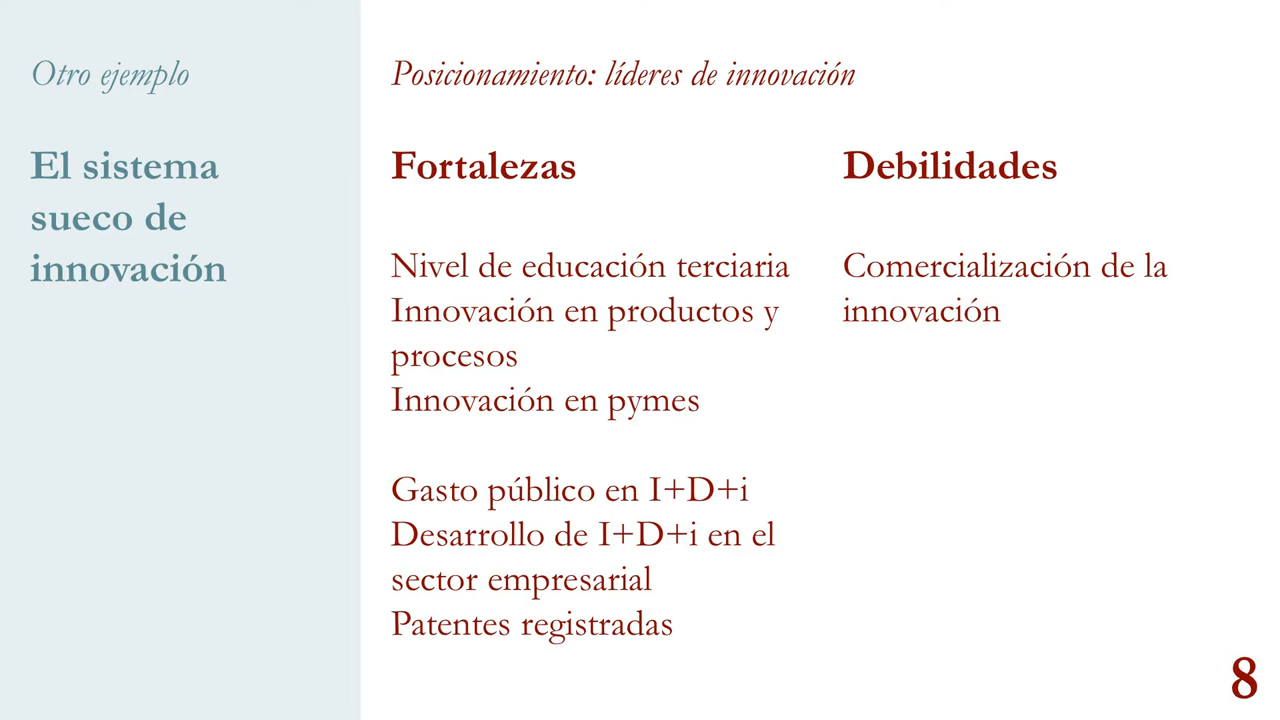 Otro ejemplo
El sistema
sueco de
innovación
Posicionamiento: líderes de innovación
Fortalezas
Nivel de educación terciaria
Innovación en productos y
procesos
Innovación en pymes
Gasto público en I+D+i
Desarrollo de I+D+i en el
sector empresarial
Patentes registradas
Debilidades
Comercialización de la
innovación
8